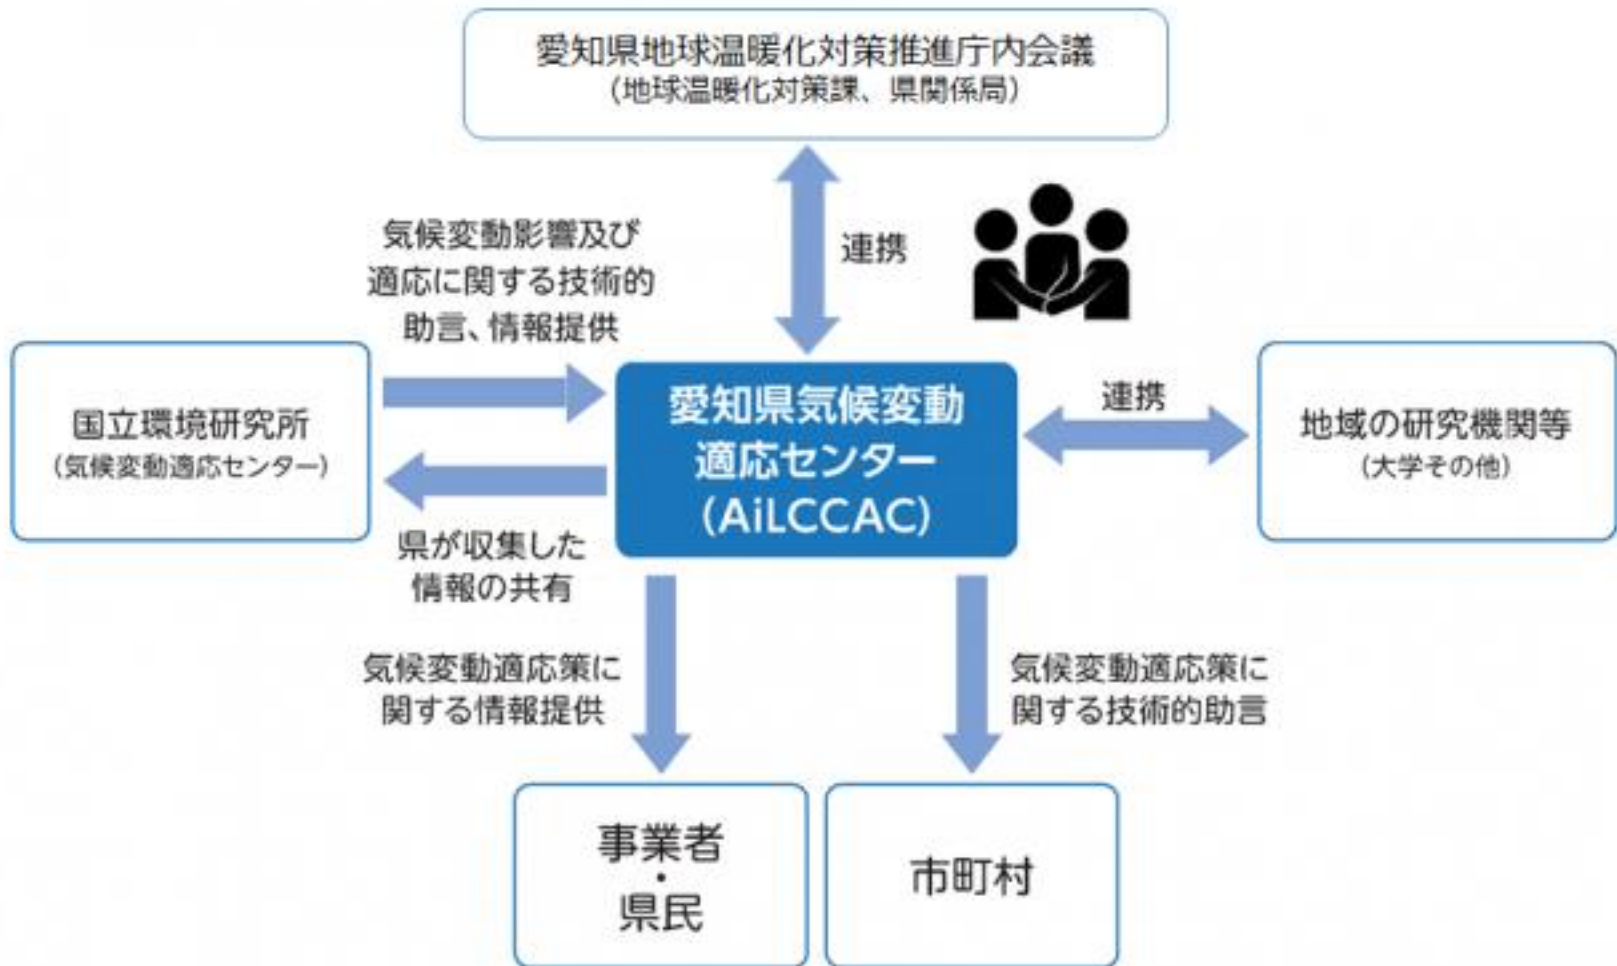 愛知県地球温暖化対策推進庁内会議
(地球温暖化対策課、県関係局)
連携
気候変動影響及び
適応に関する技術的
助言、情報提供
国立環境研究所
(気候変動適応センター)
愛知県気候変動
適応センター
(AiLCCAC)
連携
地域の研究機関等
(大学その他)
県が収集した
情報の共有
気候変動適応策に
関する情報提供
気候変動適応策に
関する技術的助言
事業者
・
県民
市町村